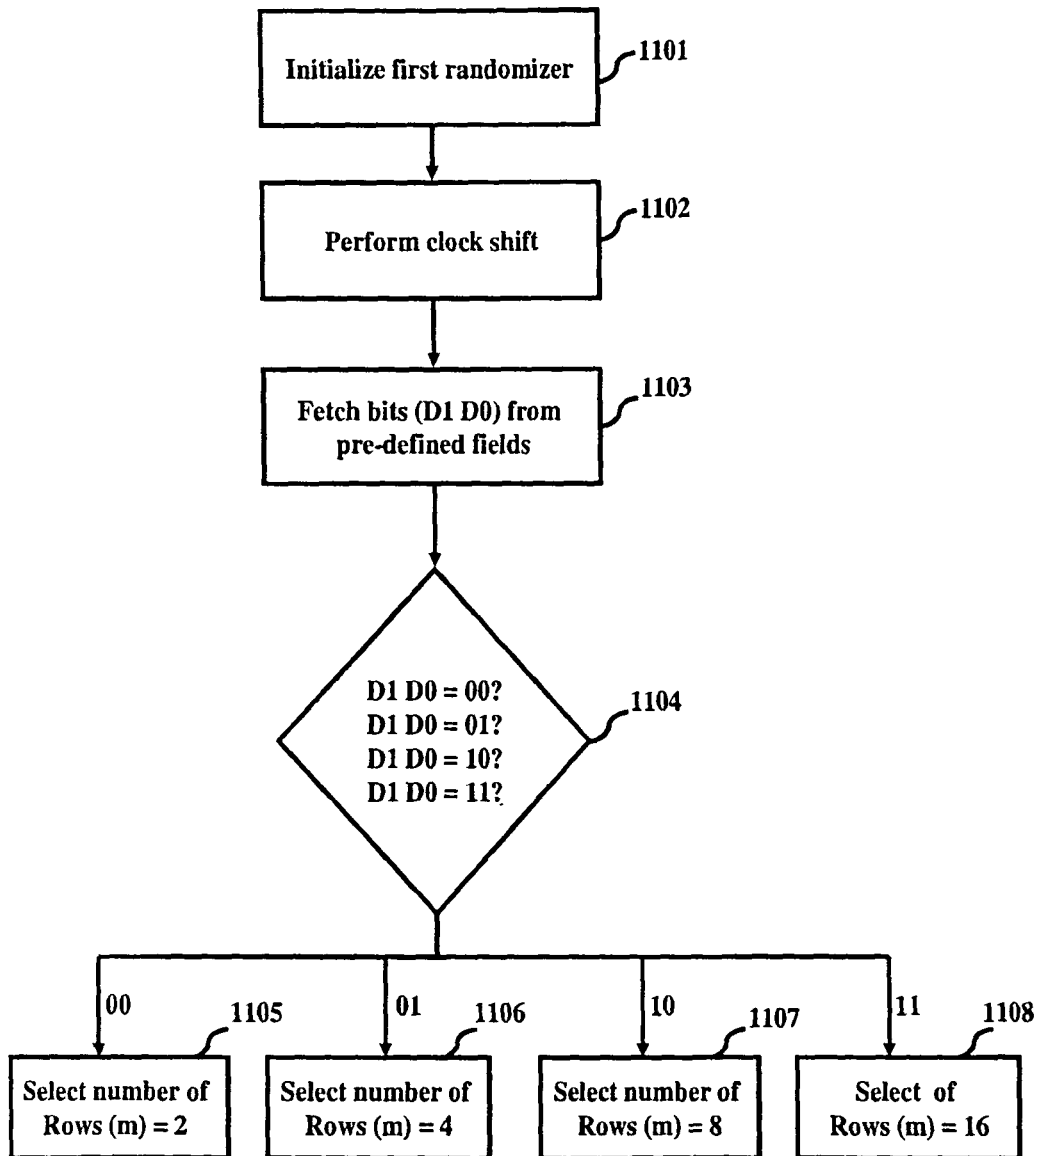 Initialize first randomizer
1101
Perform clock shift
1102
Fetch bits (D1 D0) from
pre-defined fields
1103
D1 D0 = 00?
D1 D0 = 01?
D1 D0 = 10?
D1 D0 = 11?
1104
00
1105
01
1106
10
1107
11
1108
Select number of
Rows (m) = 2
Select number of
Rows (m) = 4
Select number of
Rows (m) = 8
Select of
Rows (m) = 16